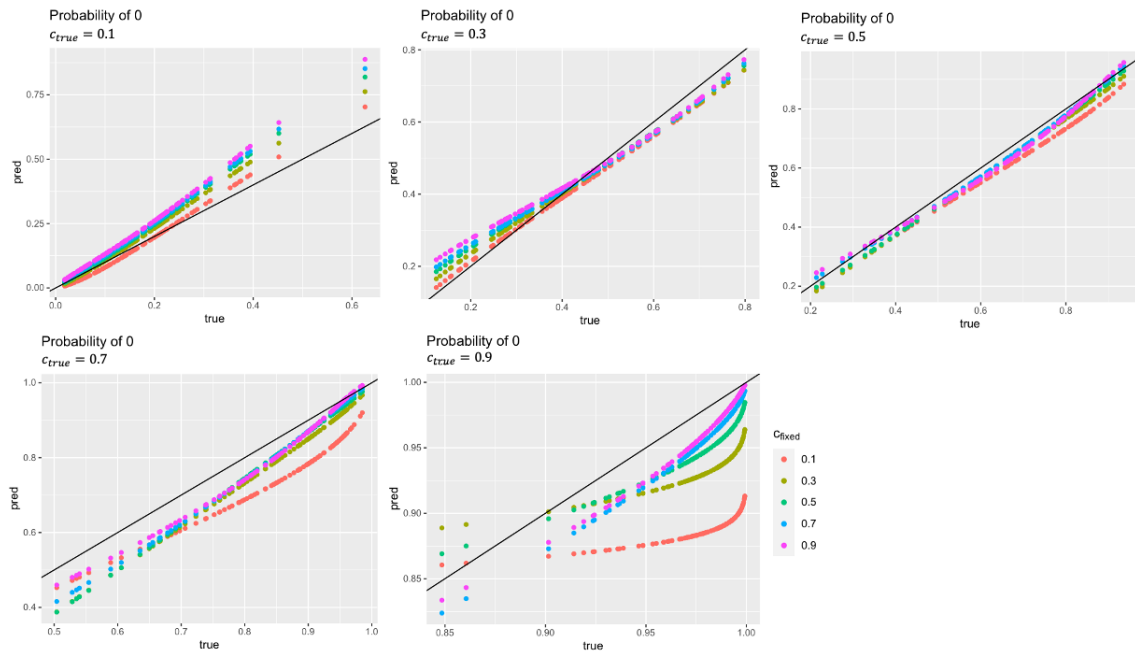 Probability of 0
c_true = 0.1
pred
0.75
0.50
0.25
0.00
0.0 0.2 0.4 0.6
true
Probability of 0
c_true = 0.3
pred
0.8
0.6
0.4
0.2
0.2 0.4 0.6 0.8
true
Probability of 0
c_true = 0.5
pred
0.8
0.6
0.4
0.2
0.2 0.4 0.6 0.8
true
Probability of 0
c_true = 0.7
pred
1.0
0.8
0.6
0.4
0.5 0.6 0.7 0.8 0.9 1.0
true
Probability of 0
c_true = 0.9
pred
1.00
0.95
0.90
0.85
0.85 0.90 0.95 1.00
true
c_fixed
0.1
0.3
0.5
0.7
0.9